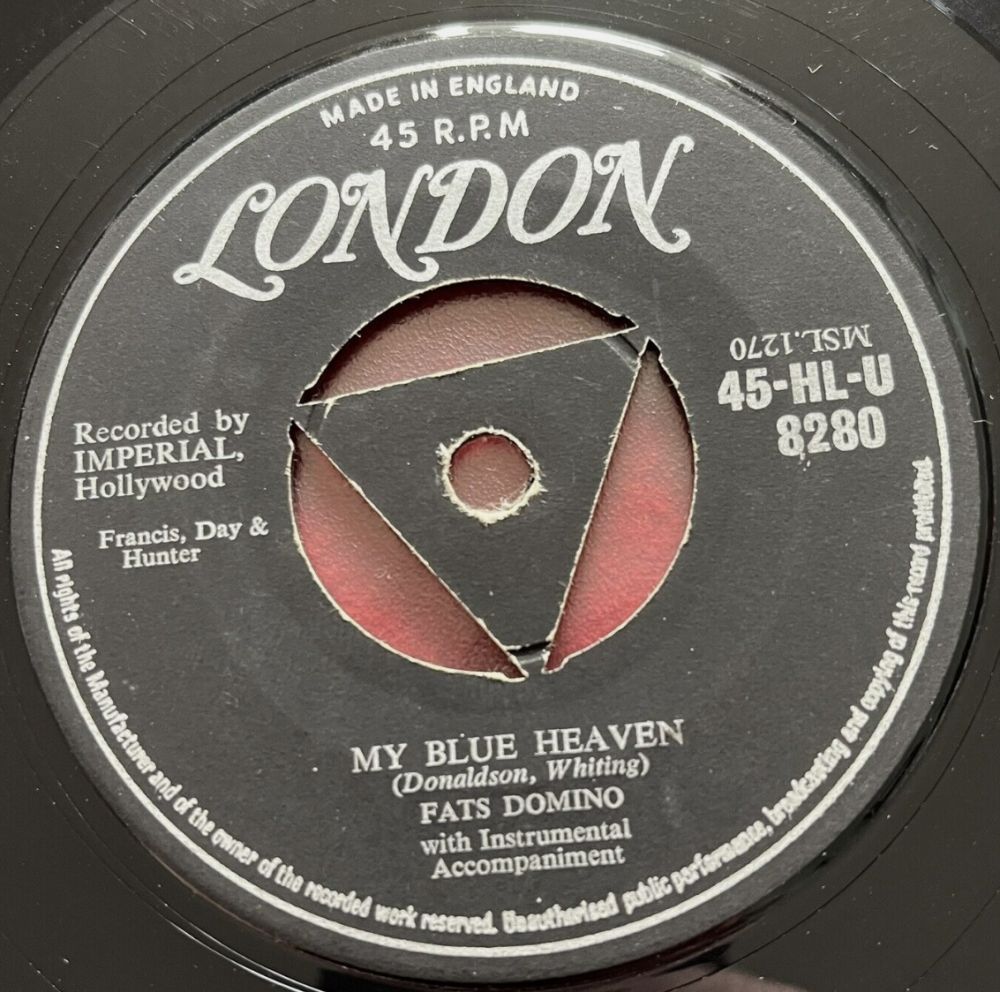 MADE IN ENGLAND
45 R.P.M
LONDON
MSL.1270
45-HL-U
8280
Recorded by
IMPERIAL,
Hollywood
Francis, Day &
Hunter
MY BLUE HEAVEN
(Donaldson, Whiting)
FATS DOMINO
with Instrumental
Accompaniment
All rights of the Manufacturer and of the owner of the recorded work reserved. Unauthorised public performance, broadcasting and copying of this record prohibited.